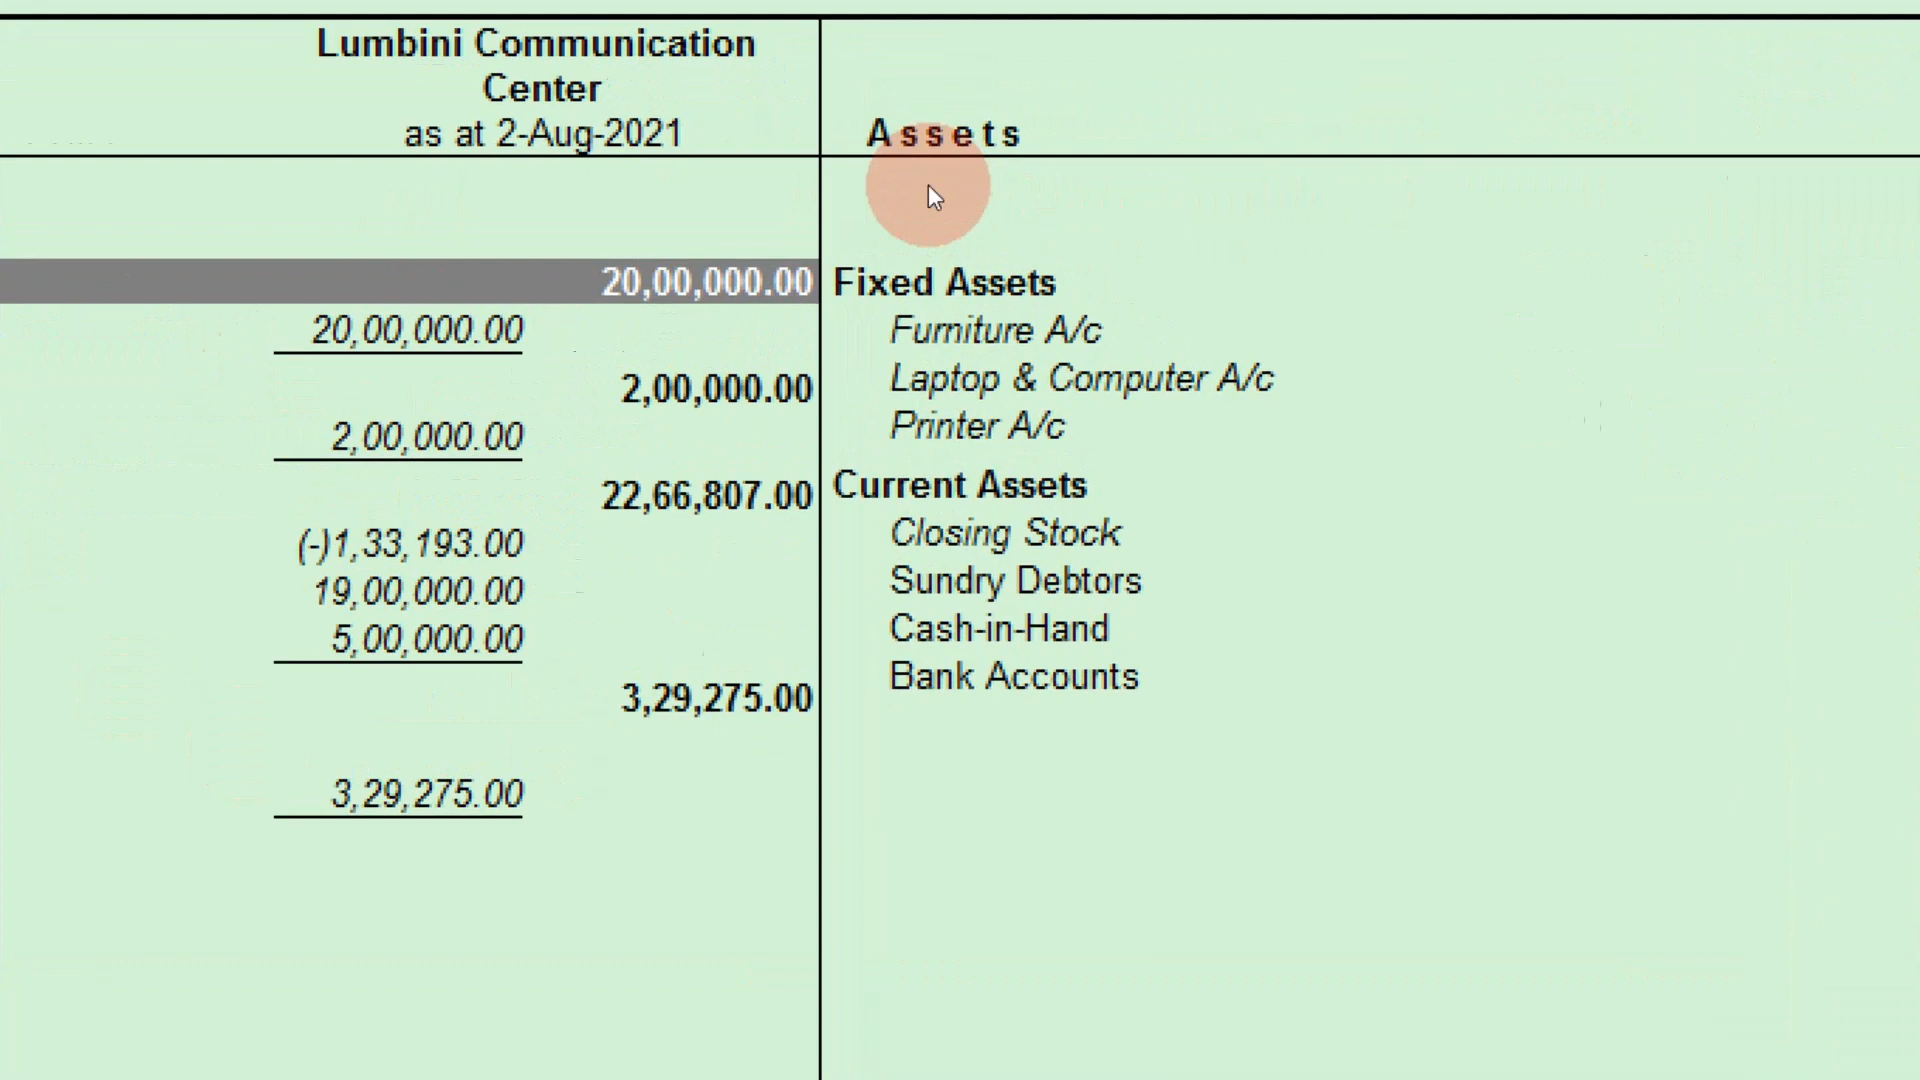 Lumbini Communication
Center
as at 2-Aug-2021
Assets
20,00,000.00 Fixed Assets
20,00,000.00 Furniture A/c
2,00,000.00 Laptop & Computer A/c
2,00,000.00 Printer A/c
22,66,807.00 Current Assets
(-)1,33,193.00 Closing Stock
19,00,000.00 Sundry Debtors
5,00,000.00 Cash-in-Hand
3,29,275.00 Bank Accounts
3,29,275.00